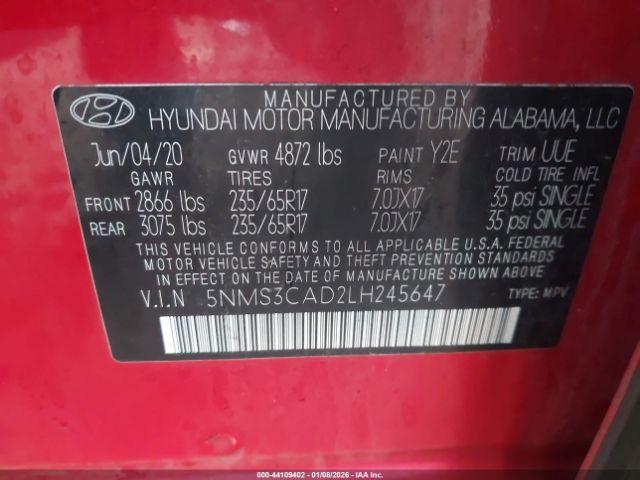 MANUFACTURED BY
HYUNDAI MOTOR MANUFACTURING ALABAMA, LLC
Jun/04/20 GVWR 4872 lbs PAINT Y2E TRIM UUE
GAWR TIRES RIMS COLD TIRE INFL
FRONT 2866 lbs 235/65R17 7.0JX17 35 psi SINGLE
REAR 3075 lbs 235/65R17 7.0JX17 35 psi SINGLE
THIS VEHICLE CONFORMS TO ALL APPLICABLE U.S.A. FEDERAL
MOTOR VEHICLE SAFETY AND THEFT PREVENTION STANDARDS
IN EFFECT ON THE DATE OF MANUFACTURE SHOWN ABOVE.
V.I.N 5NMS3CAD2LH245647 TYPE: MPV
000-44109402 | 01/08/2026 | IAA Inc.